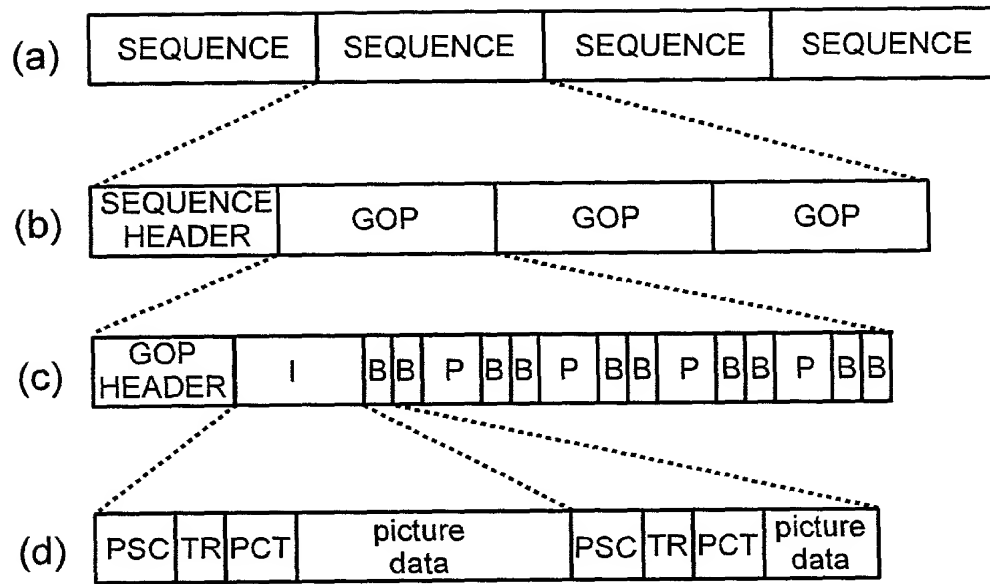 (a) SEQUENCE SEQUENCE SEQUENCE SEQUENCE
(b) SEQUENCE HEADER GOP GOP GOP
(c) GOP HEADER I B B P B B P B B P B B P B B
(d) PSC TR PCT picture data PSC TR PCT picture data